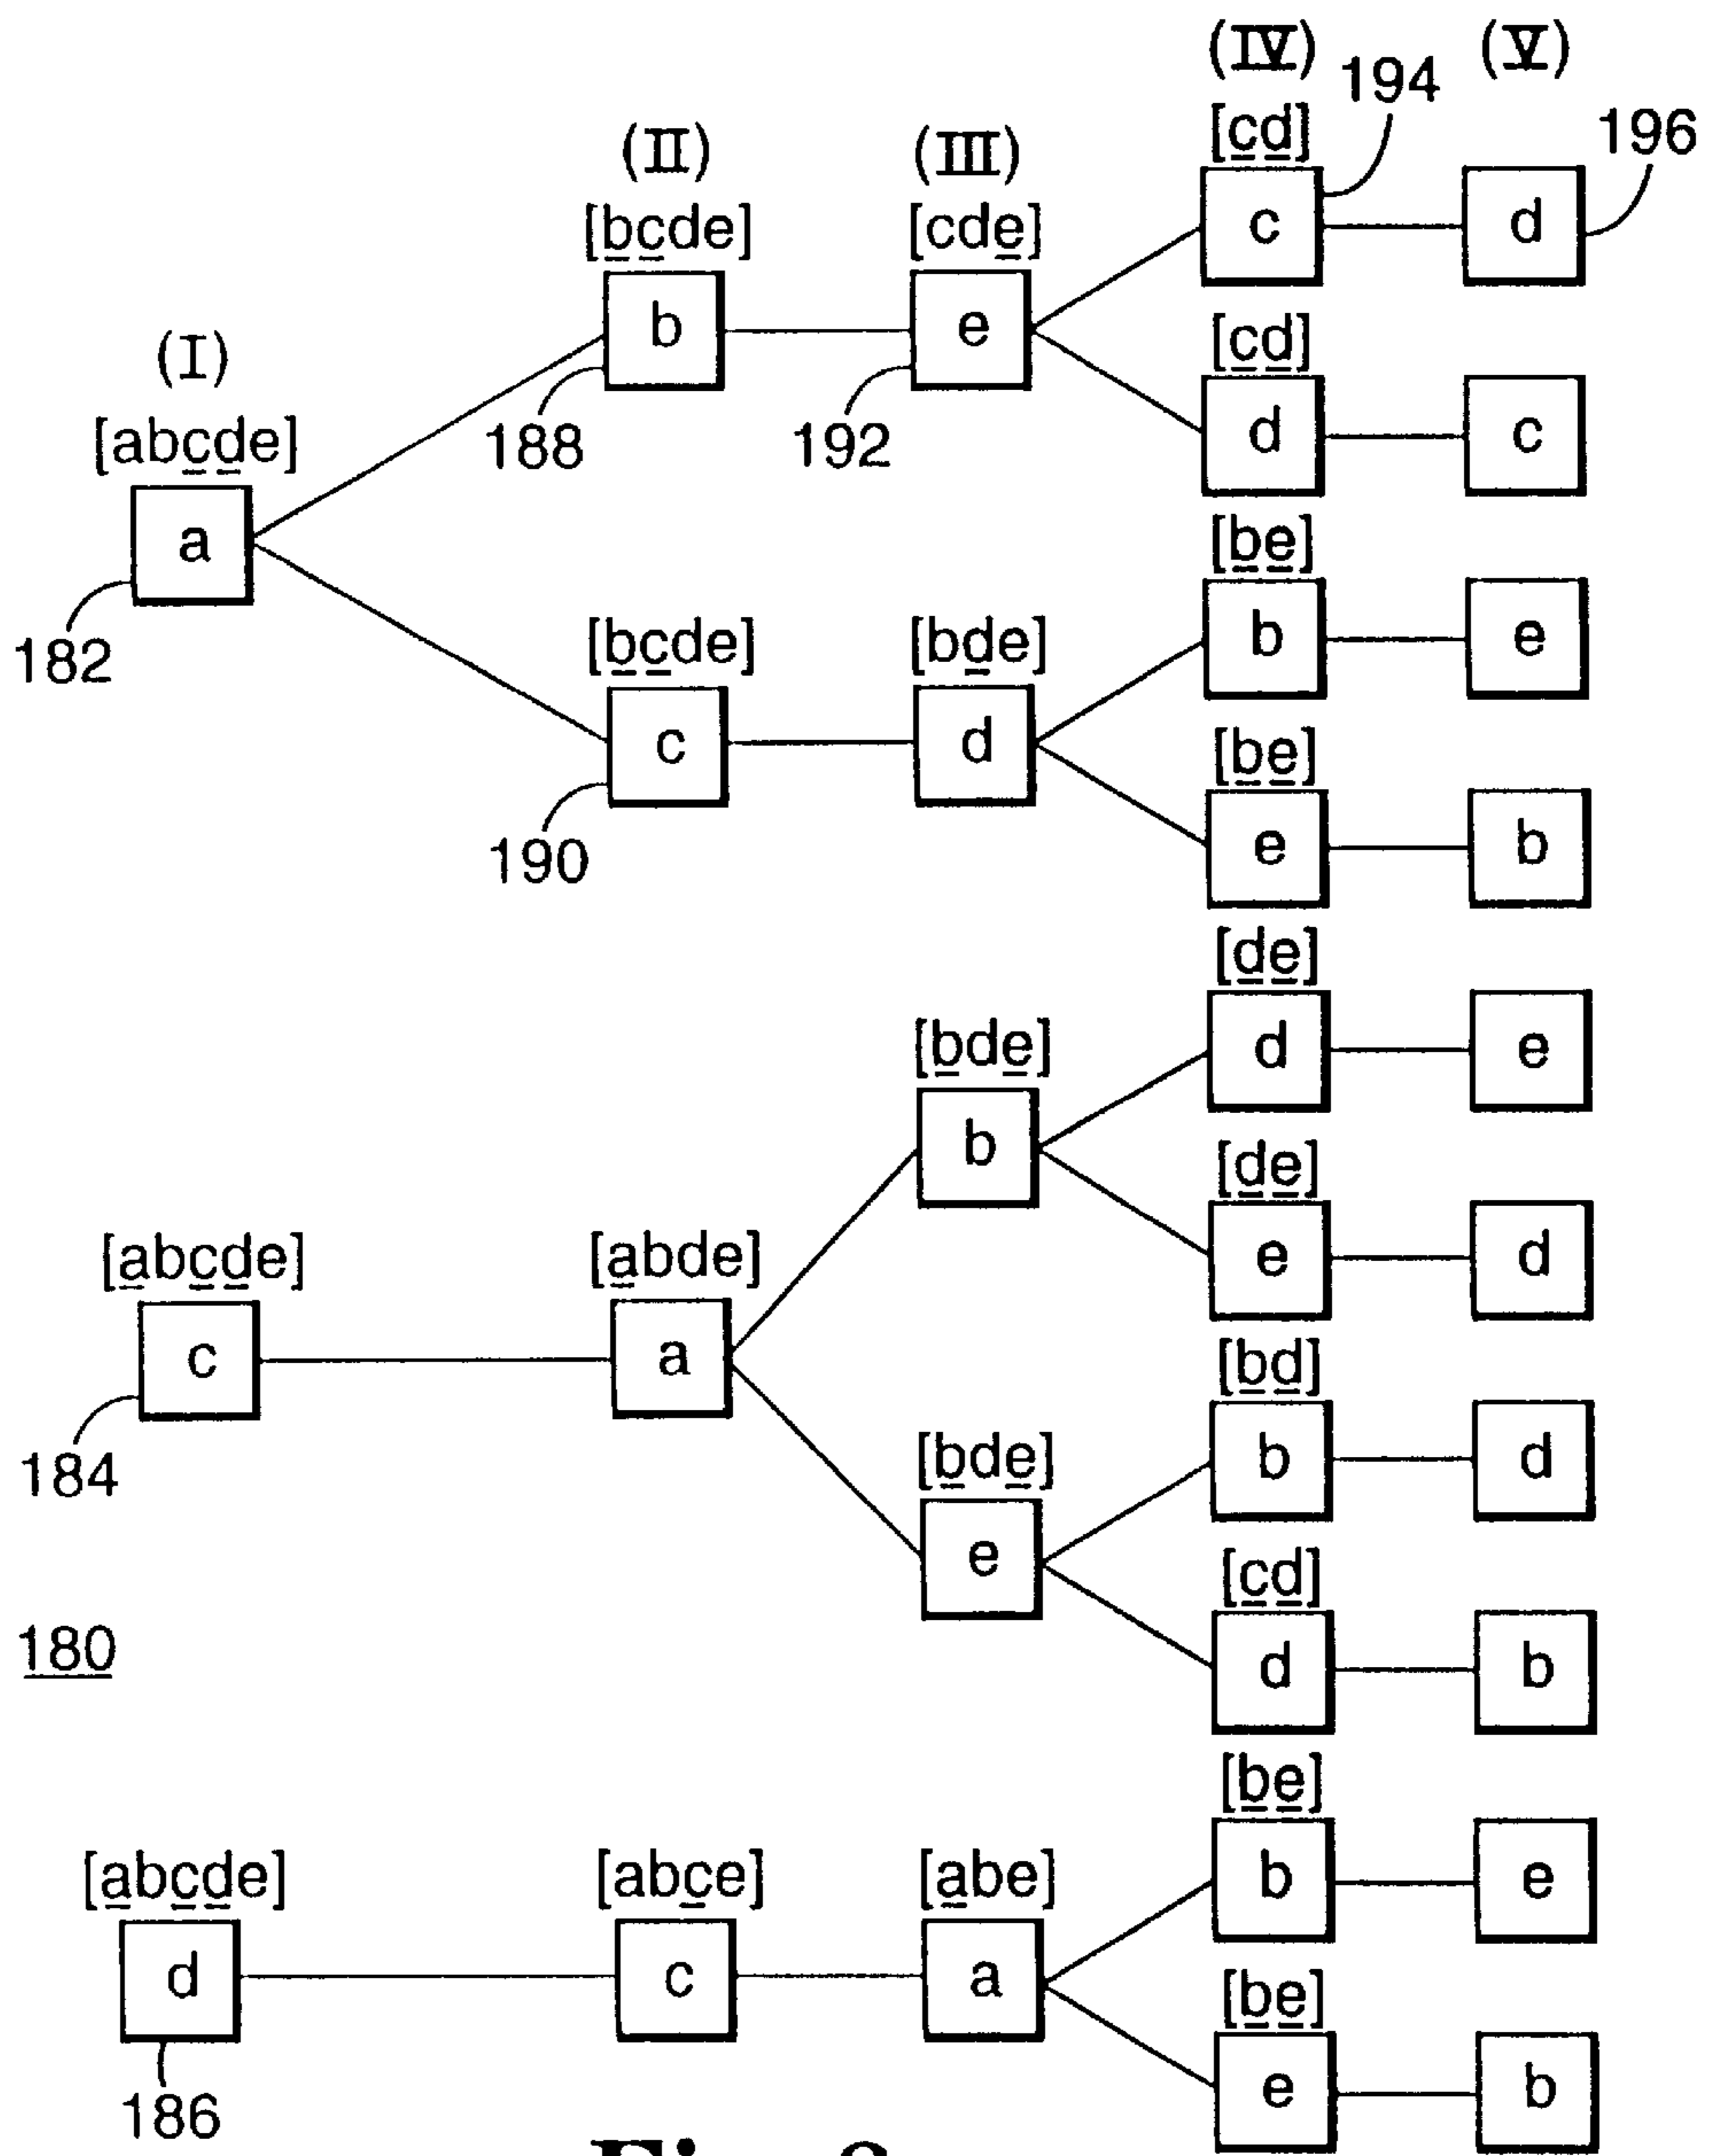 (I)
(II)
(III)
(IV)
(V)
[abcde]
a
182
[bcde]
b
188
[cde]
e
192
[cd]
c
194
d
196
[cd]
d
c
[bcde]
c
190
[bde]
d
[be]
b
e
[be]
e
b
[abcde]
c
184
[abde]
a
[bde]
b
[de]
d
e
[de]
e
d
[bde]
e
[bd]
b
d
[cd]
d
b
180
[abcde]
d
186
[abce]
c
[abe]
a
[be]
b
e
[be]
e
b